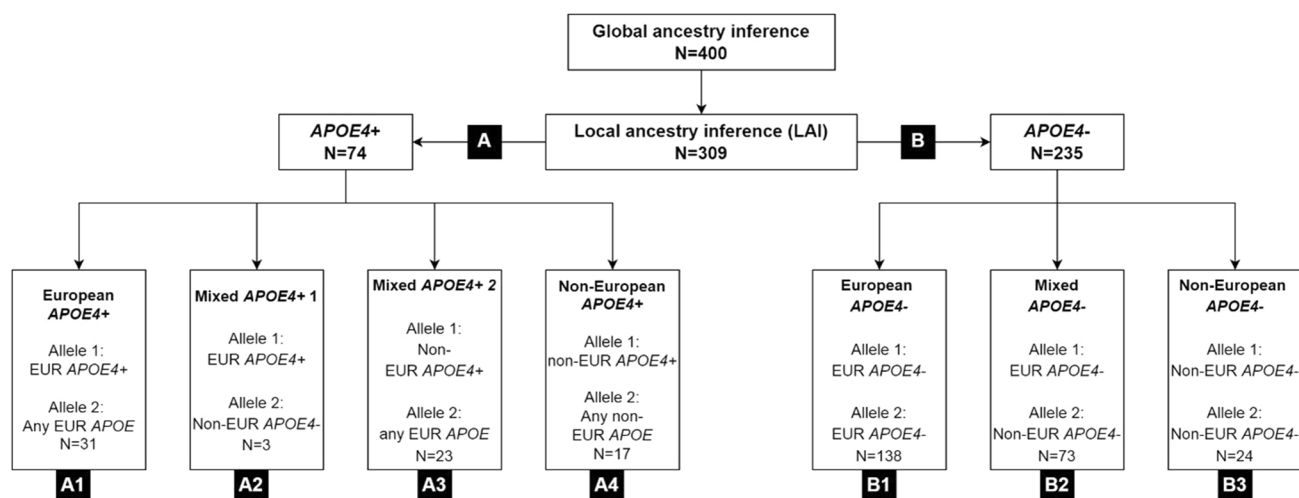 Global ancestry inference
N=400
APOE4+
N=74
A
Local ancestry inference (LAI)
N=309
B
APOE4-
N=235
European
APOE4+
Allele 1:
EUR APOE4+
Allele 2:
Any EUR APOE
N=31
A1
Mixed APOE4+ 1
Allele 1:
EUR APOE4+
Allele 2:
Non-EUR APOE4-
N=3
A2
Mixed APOE4+ 2
Allele 1:
Non-
EUR APOE4+
Allele 2:
any EUR APOE
N=23
A3
Non-European
APOE4+
Allele 1:
non-EUR APOE4+
Allele 2:
Any non-
EUR APOE
N=17
A4
European
APOE4-
Allele 1:
EUR APOE4-
Allele 2:
EUR APOE4-
N=138
B1
Mixed
APOE4-
Allele 1:
EUR APOE4-
Allele 2:
Non-EUR APOE4-
N=73
B2
Non-European
APOE4-
Allele 1:
Non-EUR APOE4-
Allele 2:
Non-EUR APOE4-
N=24
B3